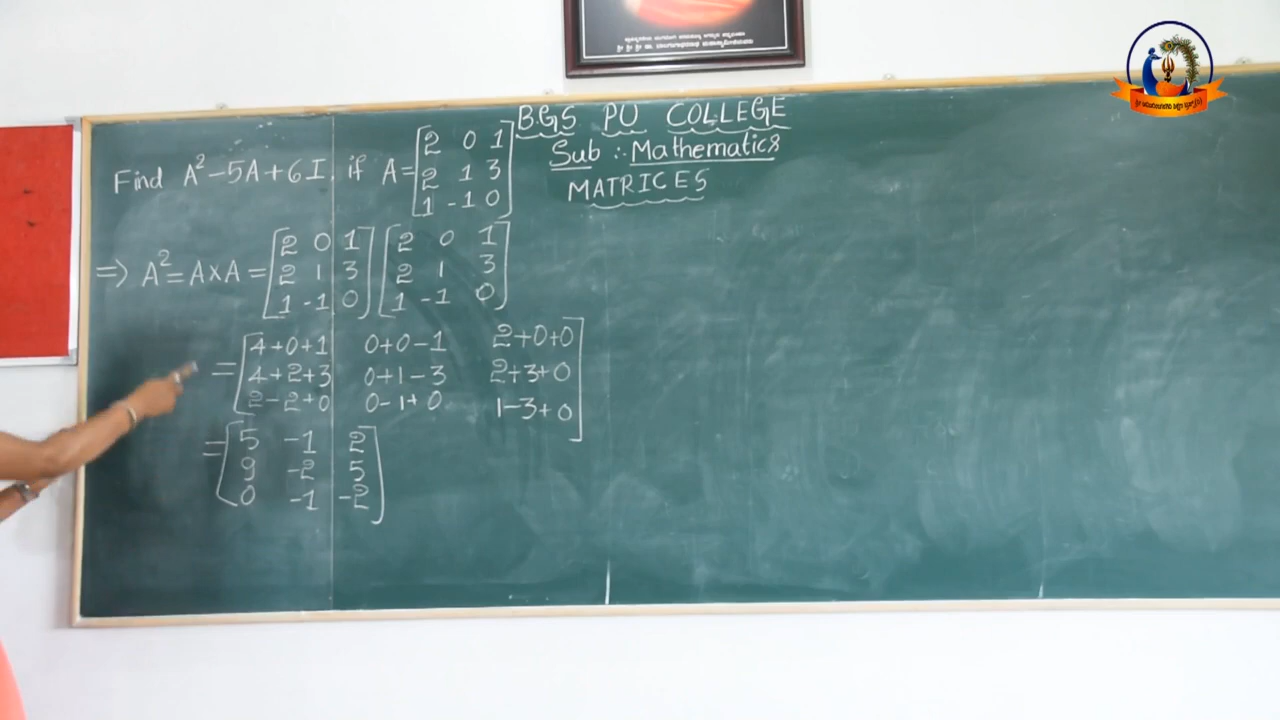 BGS PU COLLEGE
Sub :- Mathematics
MATRICES
Find A² - 5A + 6I, if A = [2 0 1
2 1 3
1 -1 0]
=> A² = A×A = [2 0 1 [2 0 1
2 1 3 2 1 3
1 -1 0] 1 -1 0]
= [4+0+1 0+0-1 2+0+0
4+2+3 0+1-3 2+3+0
2-2+0 0-1+0 1-3+0]
= [5 -1 2
9 -2 5
0 -1 -2]